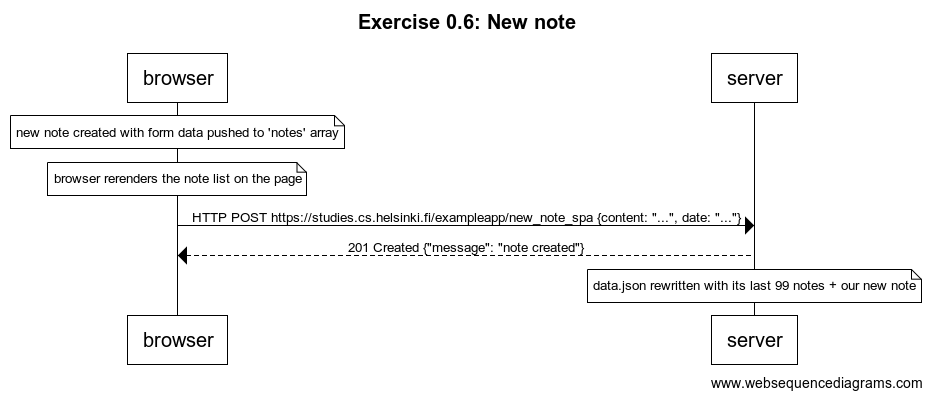 Exercise 0.6: New note
browser
server
new note created with form data pushed to 'notes' array
browser rerenders the note list on the page
HTTP POST https://studies.cs.helsinki.fi/exampleapp/new_note_spa {content: "...", date: "..."}
201 Created {"message": "note created"}
data.json rewritten with its last 99 notes + our new note
browser
server
www.websequencediagrams.com